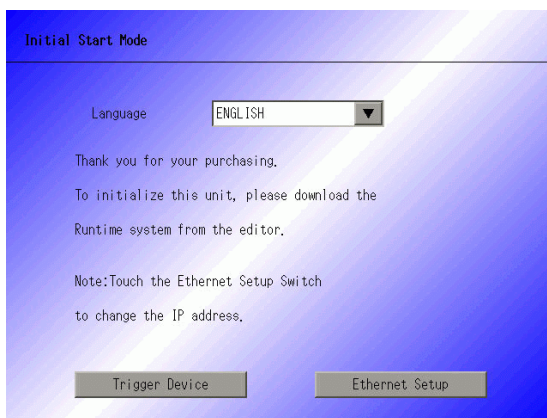 Initial Start Mode
Language ENGLISH
Thank you for your purchasing.
To initialize this unit, please download the
Runtime system from the editor.
Note:Touch the Ethernet Setup Switch
to change the IP address.
Trigger Device Ethernet Setup